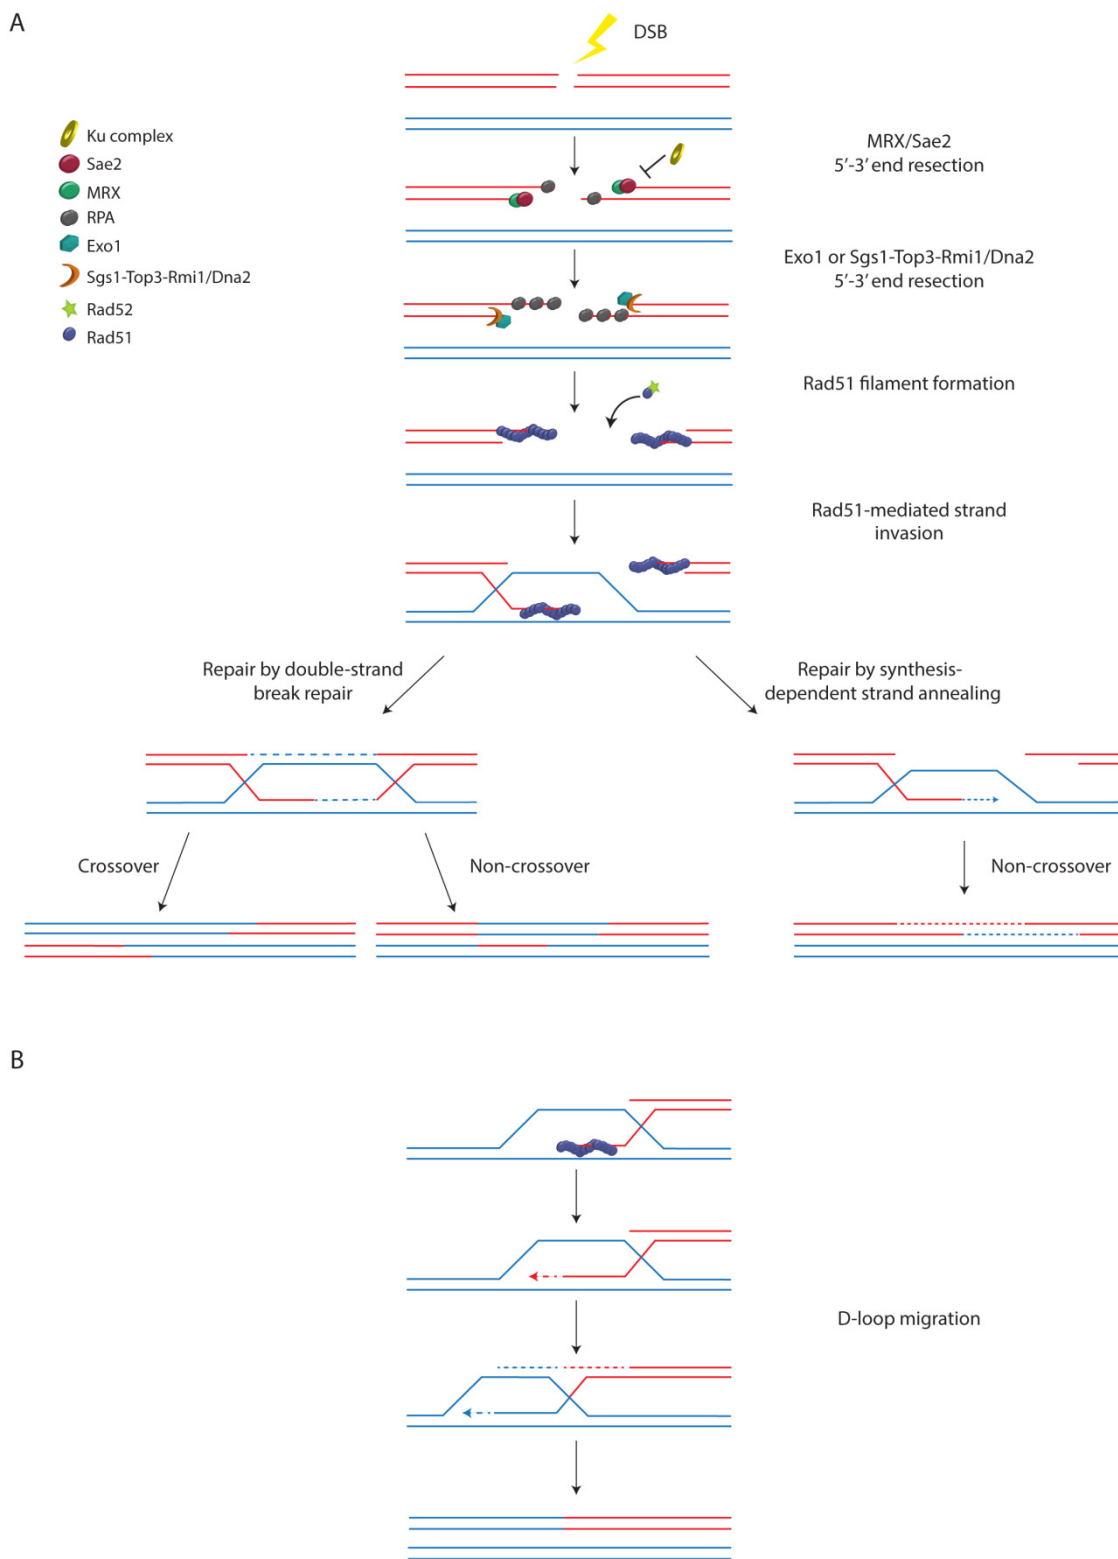 A
DSB
Ku complex
Sae2
MRX
RPA
Exo1
Sgs1-Top3-Rmi1/Dna2
Rad52
Rad51
MRX/Sae2
5'-3' end resection
Exo1 or Sgs1-Top3-Rmi1/Dna2
5'-3' end resection
Rad51 filament formation
Rad51-mediated strand
invasion
Repair by double-strand
break repair
Repair by synthesis-
dependent strand annealing
Crossover
Non-crossover
Non-crossover
B
D-loop migration